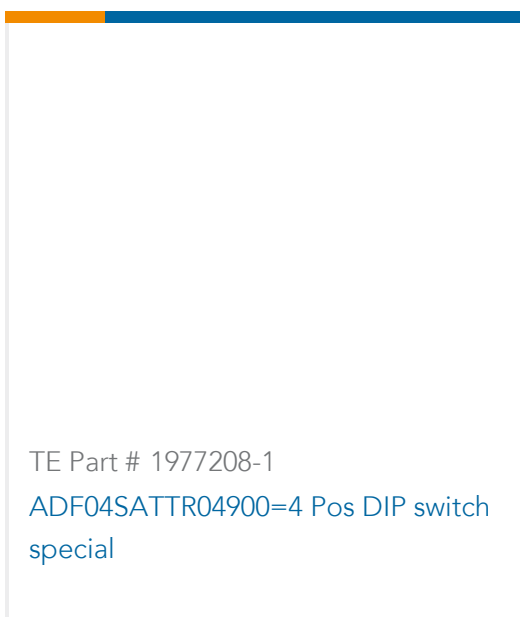 TE Part # 1977208-1
ADF04SATTR04900=4 Pos DIP switch
special